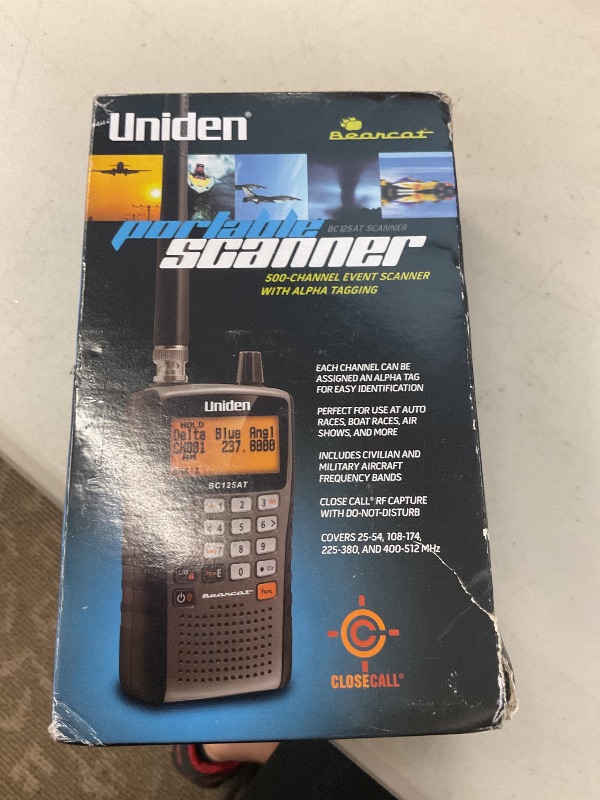 Uniden®
Bearcat
portable
BC125AT SCANNER
scanner
500-CHANNEL EVENT SCANNER
WITH ALPHA TAGGING
EACH CHANNEL CAN BE
ASSIGNED AN ALPHA TAG
FOR EASY IDENTIFICATION
PERFECT FOR USE AT AUTO
RACES, BOAT RACES, AIR
SHOWS, AND MORE
INCLUDES CIVILIAN AND
MILITARY AIRCRAFT
FREQUENCY BANDS
CLOSE CALL® RF CAPTURE
WITH DO-NOT-DISTURB
COVERS 25-54, 108-174,
225-380, AND 400-512 MHz
CLOSECALL®
Uniden
HOLD
Delta Blue Angl
CH091 237.8000
AM
BC125AT
1 2 3
< 4 5 6 >
7 8 9
E 0
Func
Bearcat